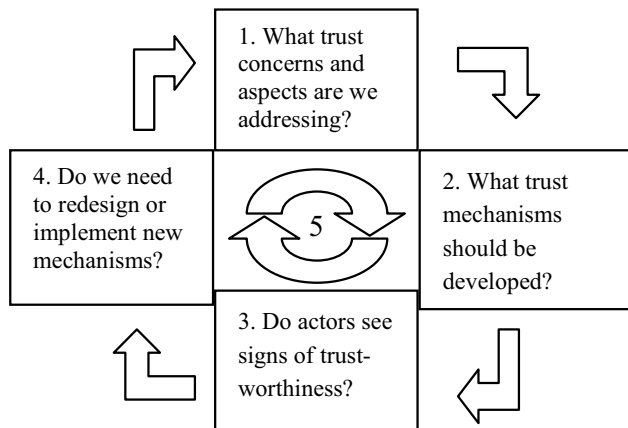 1. What trust
concerns and
aspects are we
addressing?
4. Do we need
to redesign or
implement new
mechanisms?
5
2. What trust
mechanisms
should be
developed?
3. Do actors see
signs of trust-
worthiness?